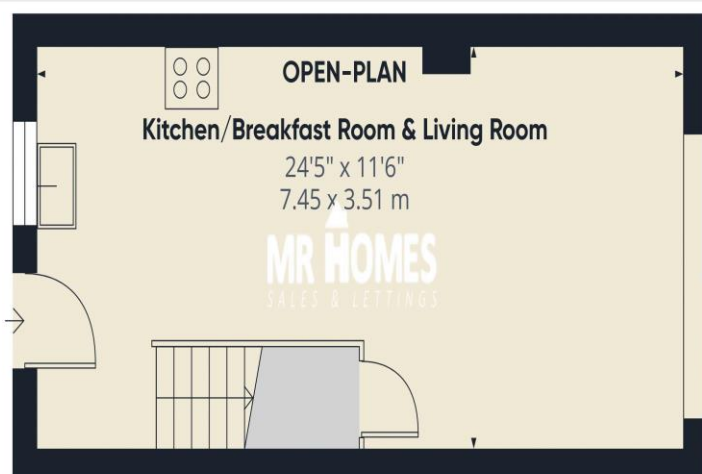 OPEN-PLAN
Kitchen/Breakfast Room & Living Room
24'5" x 11'6"
7.45 x 3.51 m
MR HOMES
SALES & LETTINGS